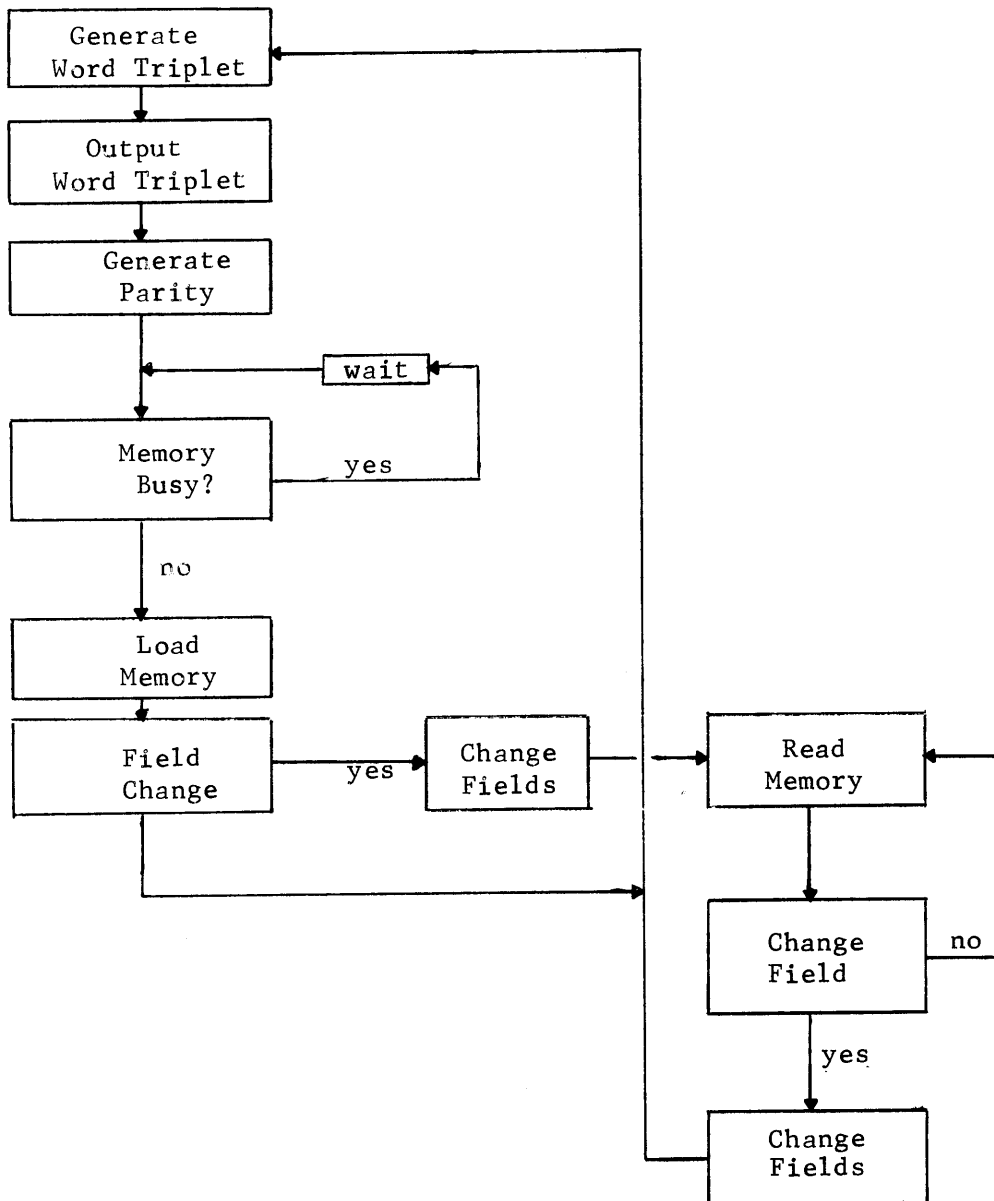 Generate
Word Triplet
Output
Word Triplet
Generate
Parity
wait
Memory
Busy?
yes
no
Load
Memory
Field
Change
yes
Change
Fields
Read
Memory
Change
Field
no
yes
Change
Fields